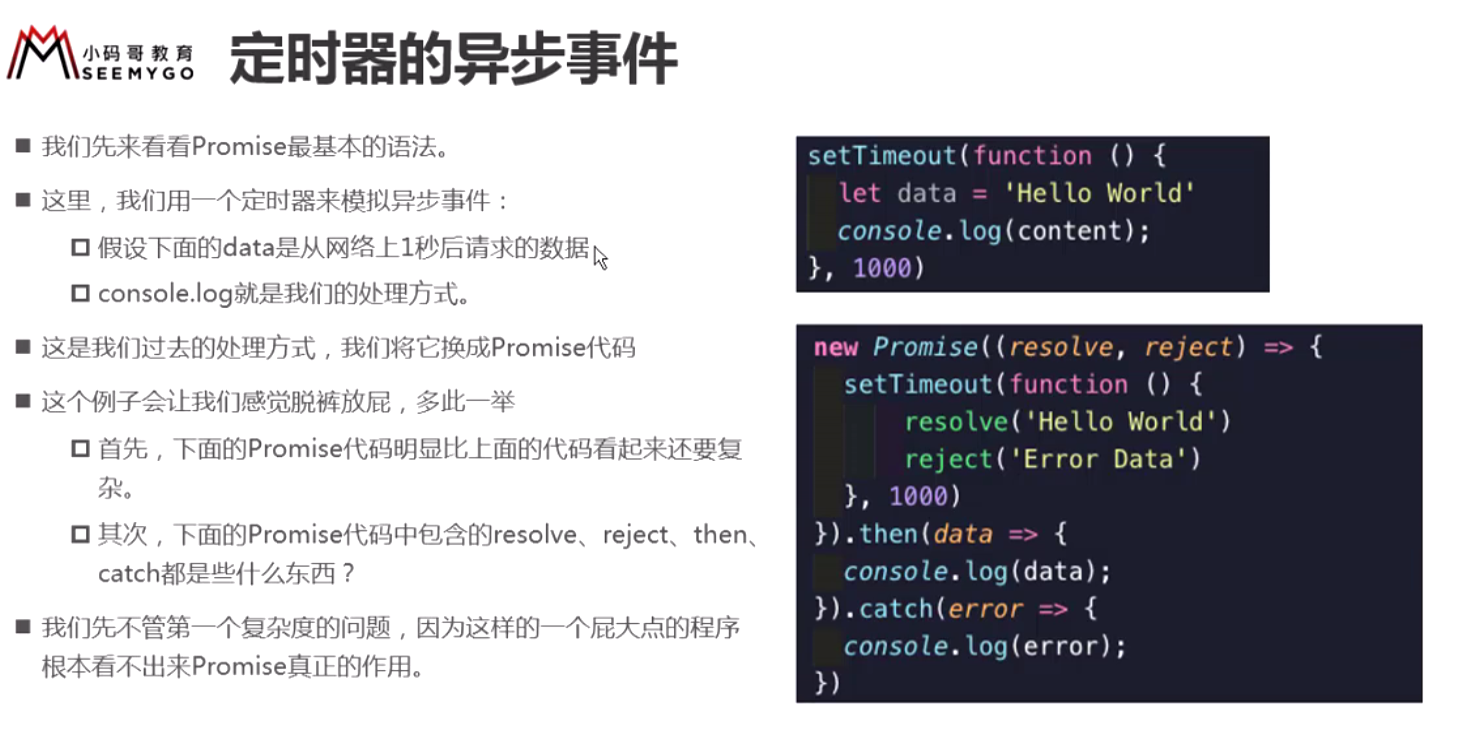 小码哥教育
SEEMYGO
定时器的异步事件
■ 我们先来看看Promise最基本的语法。
■ 这里，我们用一个定时器来模拟异步事件：
□ 假设下面的data是从网络上1秒后请求的数据
□ console.log就是我们的处理方式。
■ 这是我们过去的处理方式，我们将它换成Promise代码
■ 这个例子会让我们感觉脱裤放屁，多此一举
□ 首先，下面的Promise代码明显比上面的代码看起来还要复
杂。
□ 其次，下面的Promise代码中包含的resolve、reject、then、
catch都是些什么东西？
■ 我们先不管第一个复杂度的问题，因为这样的一个屁大点的程序
根本看不出来Promise真正的作用。
setTimeout(function () {
let data = 'Hello World'
console.log(content);
}, 1000)
new Promise((resolve, reject) => {
setTimeout(function () {
resolve('Hello World')
reject('Error Data')
}, 1000)
}).then(data => {
console.log(data);
}).catch(error => {
console.log(error);
})